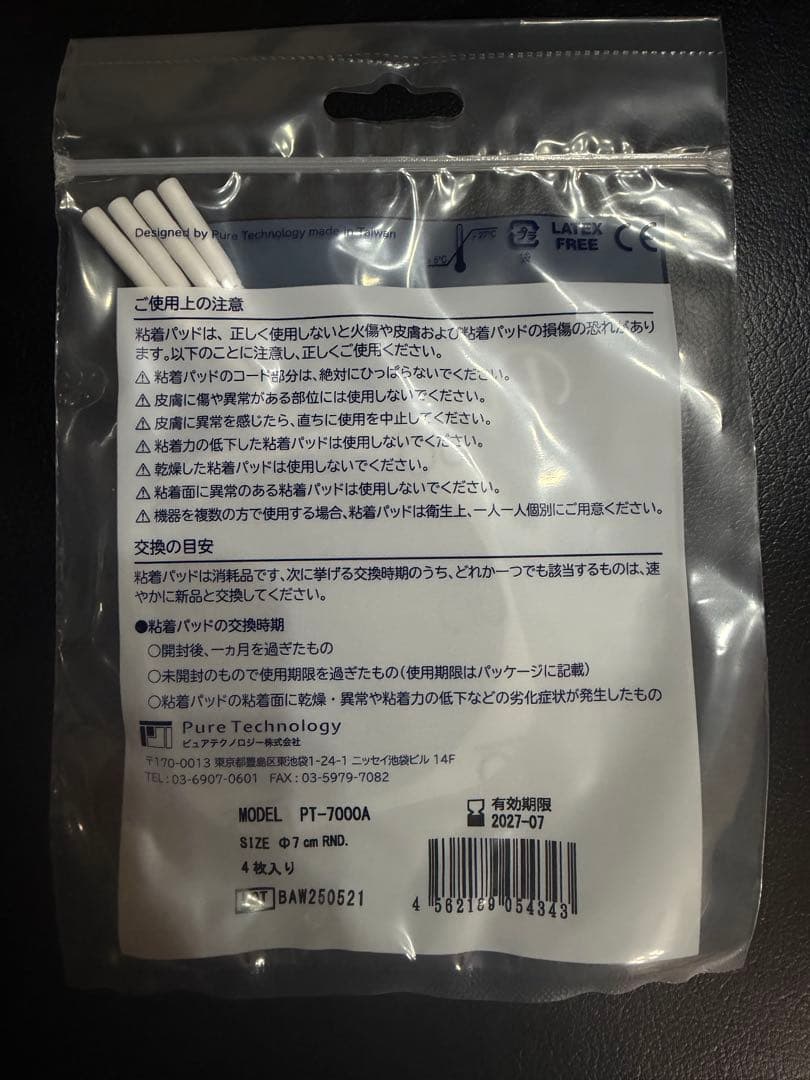 Designed by Pure Technology made in Taiwan
+5℃
+27℃
プラ
袋
LATEX
FREE
CE
ご使用上の注意
粘着パッドは、正しく使用しないと火傷や皮膚および粘着パッドの損傷の恐れがあり
ます。以下のことに注意し、正しくご使用ください。
⚠ 粘着パッドのコード部分は、絶対にひっぱらないでください。
⚠ 皮膚に傷や異常がある部位には使用しないでください。
⚠ 皮膚に異常を感じたら、直ちに使用を中止してください。
⚠ 粘着力の低下した粘着パッドは使用しないでください。
⚠ 乾燥した粘着パッドは使用しないでください。
⚠ 粘着面に異常のある粘着パッドは使用しないでください。
⚠ 機器を複数の方で使用する場合、粘着パッドは衛生上、一人一人個別にご用意ください。
交換の目安
粘着パッドは消耗品です、次に挙げる交換時期のうち、どれか一つでも該当するものは、速
やかに新品と交換してください。
●粘着パッドの交換時期
○開封後、一ヵ月を過ぎたもの
○未開封のもので使用期限を過ぎたもの(使用期限はパッケージに記載)
○粘着パッドの粘着面に乾燥・異常や粘着力の低下などの劣化症状が発生したもの
Pure Technology
ピュアテクノロジー株式会社
〒170-0013 東京都豊島区東池袋1-24-1 ニッセイ池袋ビル 14F
TEL:03-6907-0601 FAX:03-5979-7082
MODEL PT-7000A
SIZE Φ7cm RND.
4枚入り
LOT BAW250521
有効期限
2027-07
4 562189 054343